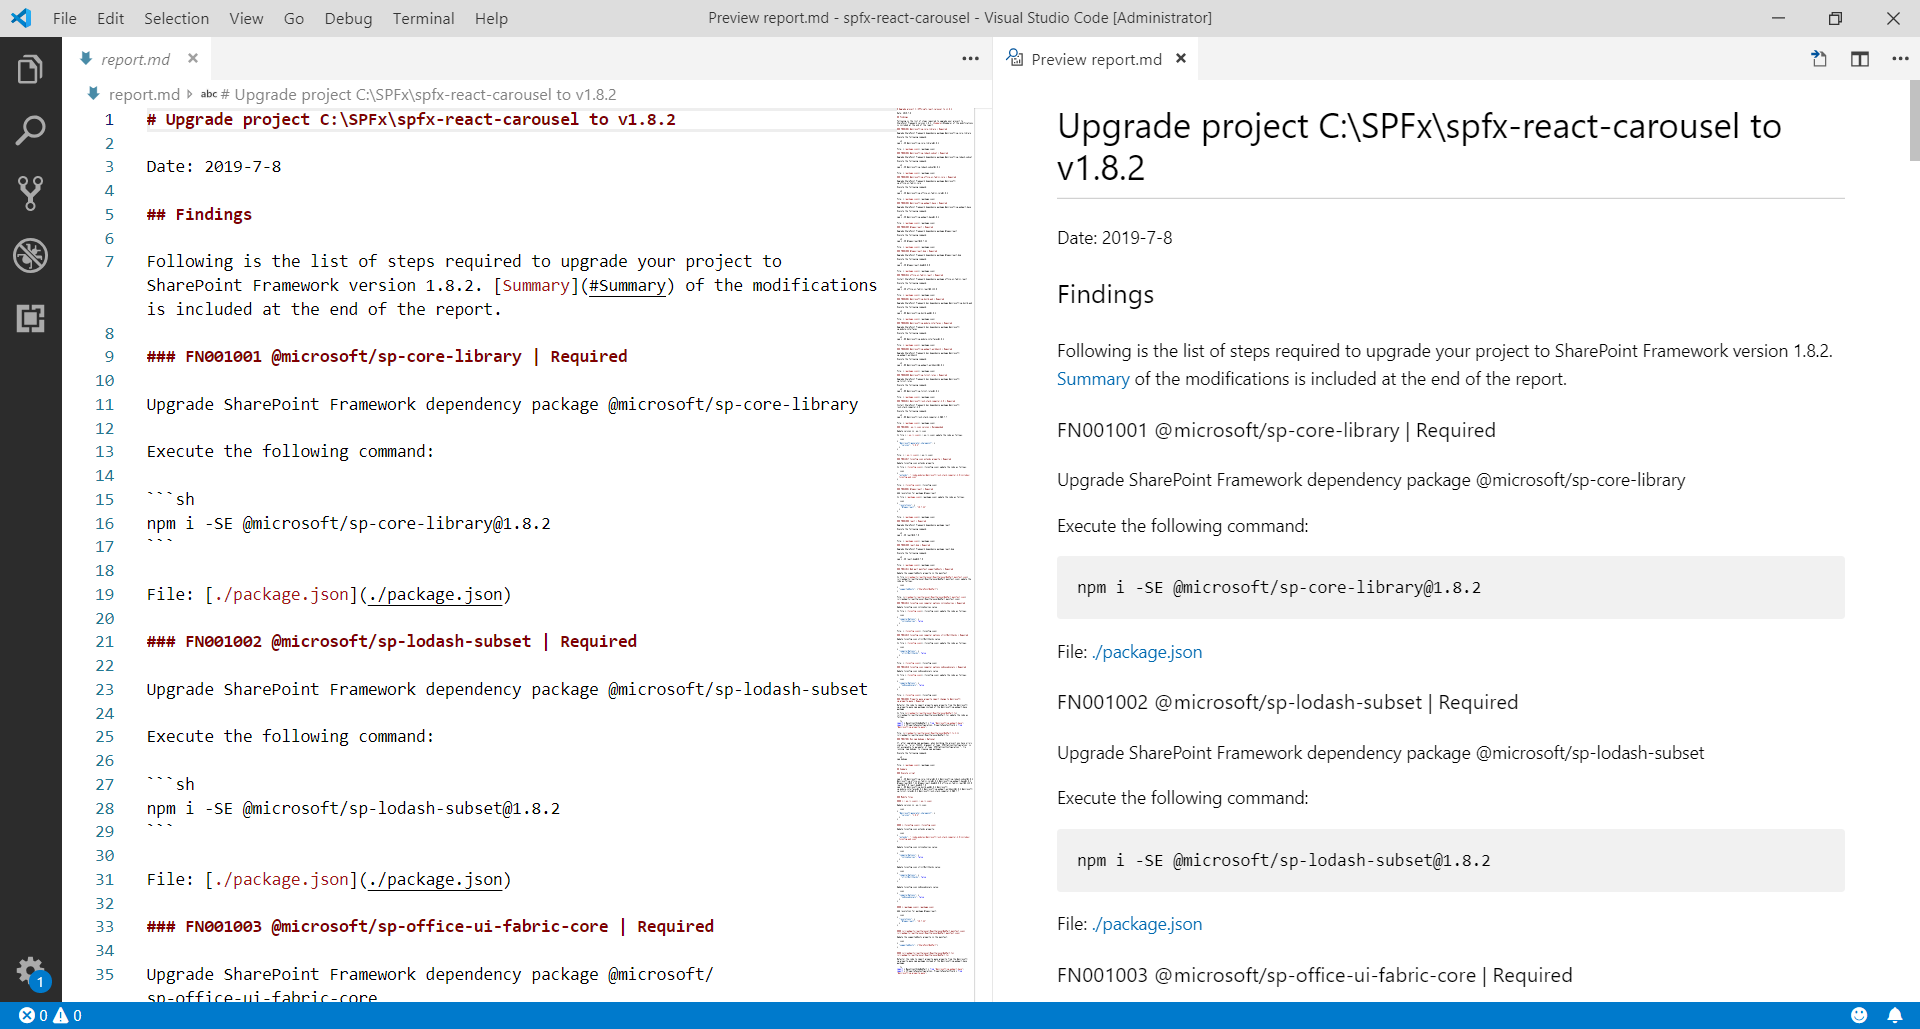 File Edit Selection View Go Debug Terminal Help
Preview report.md - spfx-react-carousel - Visual Studio Code [Administrator]
report.md
report.md abc # Upgrade project C:\SPFx\spfx-react-carousel to v1.8.2
1 # Upgrade project C:\SPFx\spfx-react-carousel to v1.8.2
2
3 Date: 2019-7-8
4
5 ## Findings
6
7 Following is the list of steps required to upgrade your project to
SharePoint Framework version 1.8.2. [Summary](#Summary) of the modifications
is included at the end of the report.
8
9 ### FN001001 @microsoft/sp-core-library | Required
10
11 Upgrade SharePoint Framework dependency package @microsoft/sp-core-library
12
13 Execute the following command:
14
15 ```sh
16 npm i -SE @microsoft/sp-core-library@1.8.2
17 ```
18
19 File: [./package.json](./package.json)
20
21 ### FN001002 @microsoft/sp-lodash-subset | Required
22
23 Upgrade SharePoint Framework dependency package @microsoft/sp-lodash-subset
24
25 Execute the following command:
26
27 ```sh
28 npm i -SE @microsoft/sp-lodash-subset@1.8.2
29 ```
30
31 File: [./package.json](./package.json)
32
33 ### FN001003 @microsoft/sp-office-ui-fabric-core | Required
34
35 Upgrade SharePoint Framework dependency package @microsoft/
sp-office-ui-fabric-core
Preview report.md
Upgrade project C:\SPFx\spfx-react-carousel to
v1.8.2
Date: 2019-7-8
Findings
Following is the list of steps required to upgrade your project to SharePoint Framework version 1.8.2.
Summary of the modifications is included at the end of the report.
FN001001 @microsoft/sp-core-library | Required
Upgrade SharePoint Framework dependency package @microsoft/sp-core-library
Execute the following command:
npm i -SE @microsoft/sp-core-library@1.8.2
File: ./package.json
FN001002 @microsoft/sp-lodash-subset | Required
Upgrade SharePoint Framework dependency package @microsoft/sp-lodash-subset
Execute the following command:
npm i -SE @microsoft/sp-lodash-subset@1.8.2
File: ./package.json
FN001003 @microsoft/sp-office-ui-fabric-core | Required
1
0 0